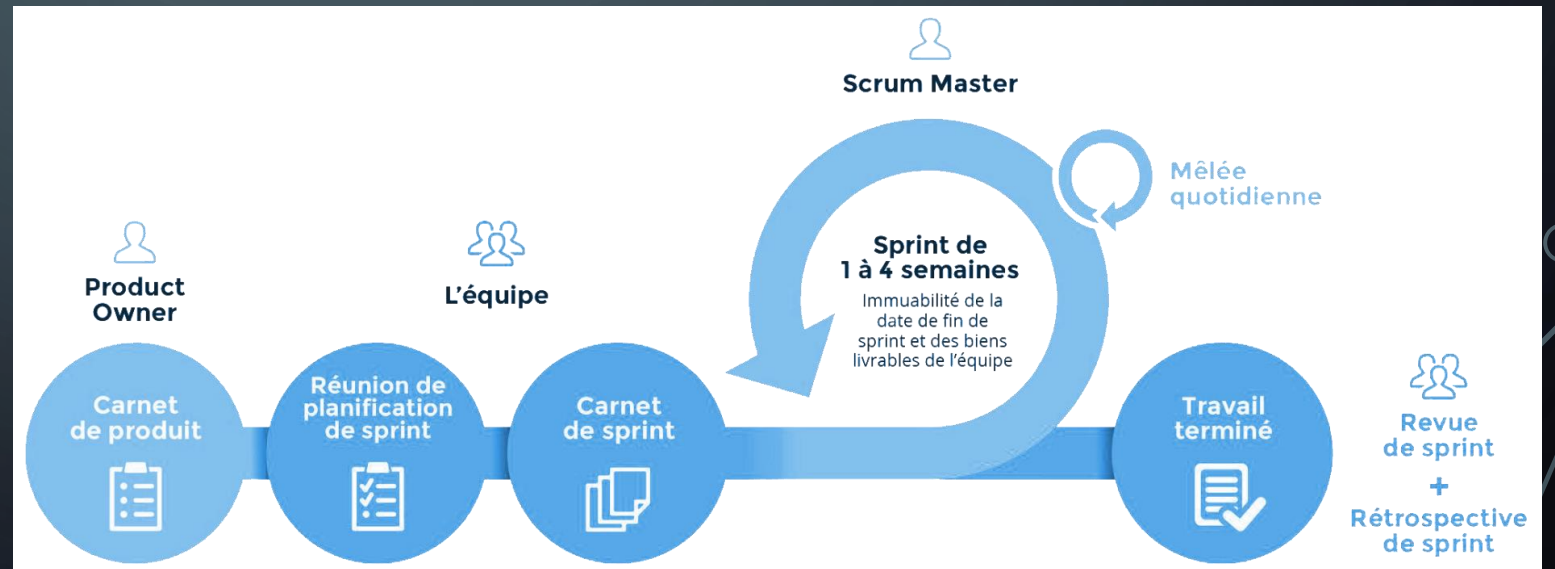 Scrum Master
Mêlée
quotidienne
Sprint de
1 à 4 semaines
Immuabilité de la
date de fin de
sprint et des biens
livrables de l'équipe
Product
Owner
L'équipe
Carnet
de produit
Réunion de
planification
de sprint
Carnet
de sprint
Travail
terminé
Revue
de sprint
+
Rétrospective
de sprint